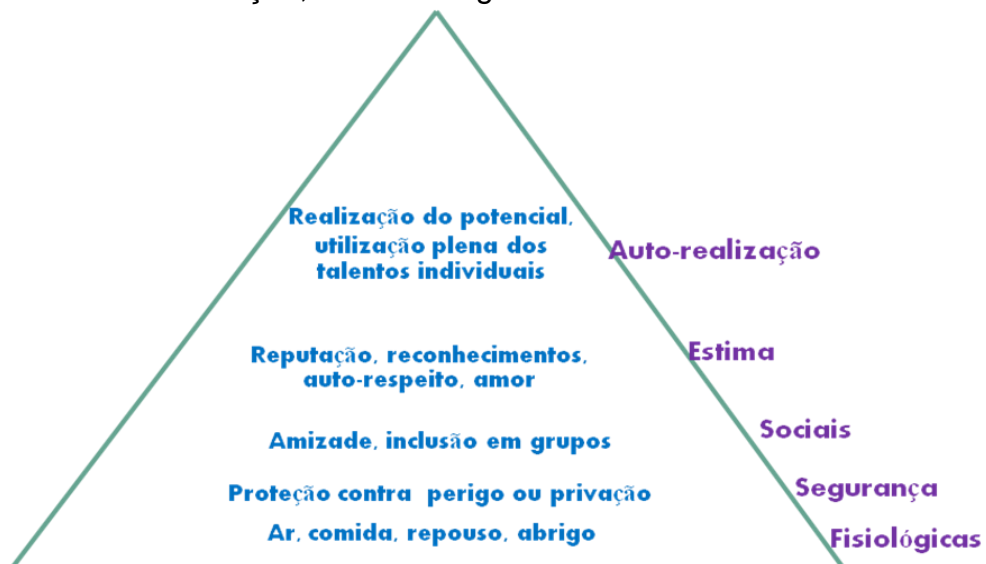 Realização do potencial,
utilização plena dos
talentos individuais
Auto-realização
Reputação, reconhecimentos,
auto-respeito, amor
Estima
Amizade, inclusão em grupos
Sociais
Proteção contra perigo ou privação
Segurança
Ar, comida, repouso, abrigo
Fisiológicas